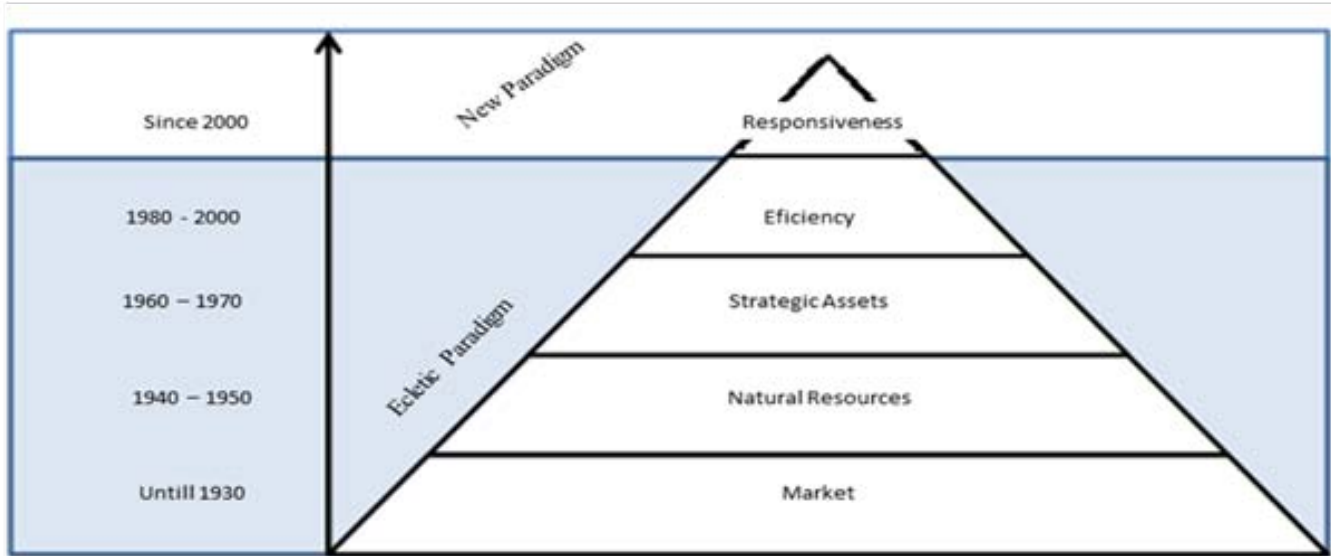 New Paradigm
Since 2000
Responsiveness
1980 - 2000
Eficiency
1960 – 1970
Strategic Assets
Ecletic Paradigm
1940 – 1950
Natural Resources
Untill 1930
Market